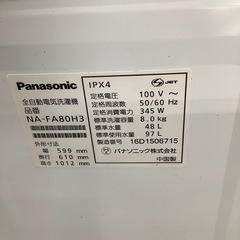 Panasonic
全自動電気洗濯機
品番
NA-FA80H3
外形寸法
幅 599 mm
奥行 610 mm
高さ 1012 mm
IPX4
JET
定格電圧 100 V~
定格周波数 50/60 Hz
定格消費電力 345 W
標準洗濯容量 8.0 kg
標準水量 48 L
標準使用水量 97 L
製造番号 16D1506715
パナソニック株式会社
中国製